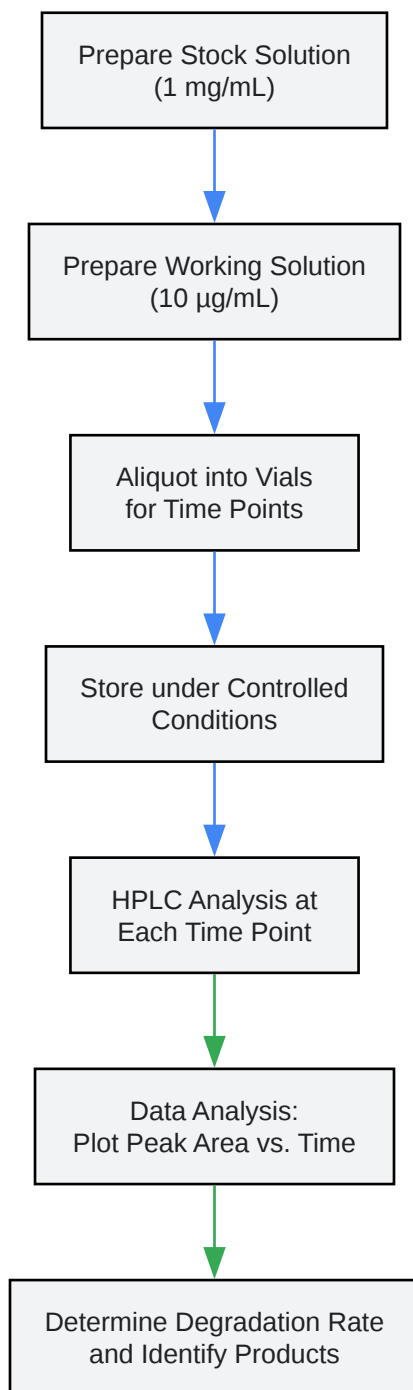 Prepare Stock Solution
(1 mg/mL)
Prepare Working Solution
(10 µg/mL)
Aliquot into Vials
for Time Points
Store under Controlled
Conditions
HPLC Analysis at
Each Time Point
Data Analysis:
Plot Peak Area vs. Time
Determine Degradation Rate
and Identify Products